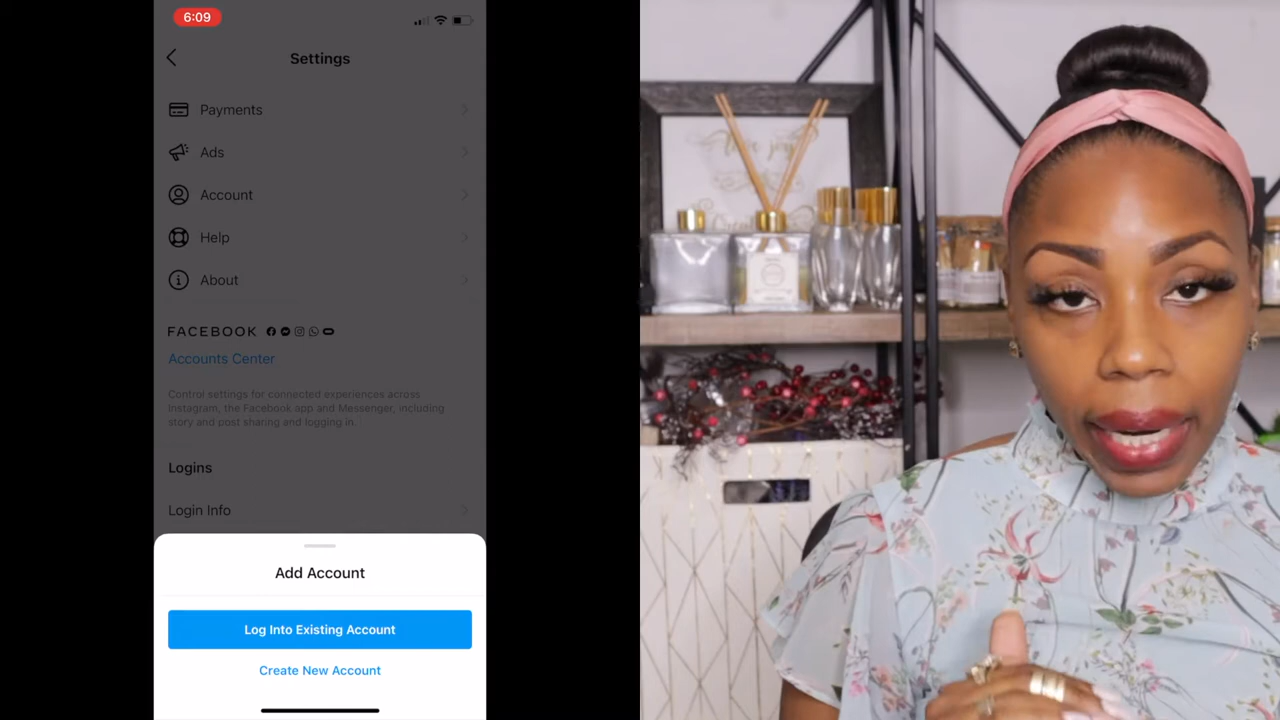 6:09
Settings
Payments
Ads
Account
Help
About
FACEBOOK
Accounts Center
Control settings for connected experiences across
Instagram, the Facebook app and Messenger, including
story and post sharing and logging in.
Logins
Login Info
Add Account
Log Into Existing Account
Create New Account